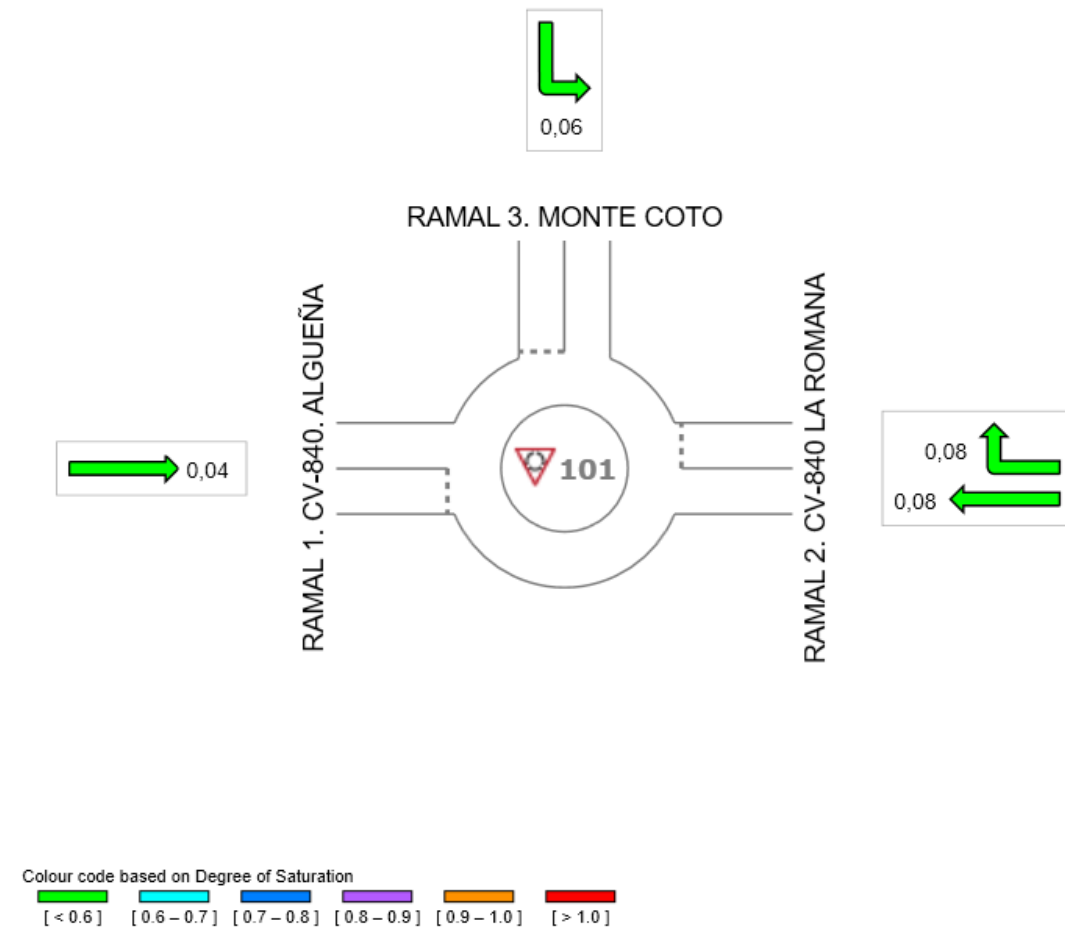 0,06
RAMAL 3. MONTE COTO
RAMAL 1. CV-840. ALGUEÑA
0,04
101
RAMAL 2. CV-840 LA ROMANA
0,08
0,08
Colour code based on Degree of Saturation
[ < 0.6 ] [ 0.6 – 0.7 ] [ 0.7 – 0.8 ] [ 0.8 – 0.9 ] [ 0.9 – 1.0 ] [ > 1.0 ]